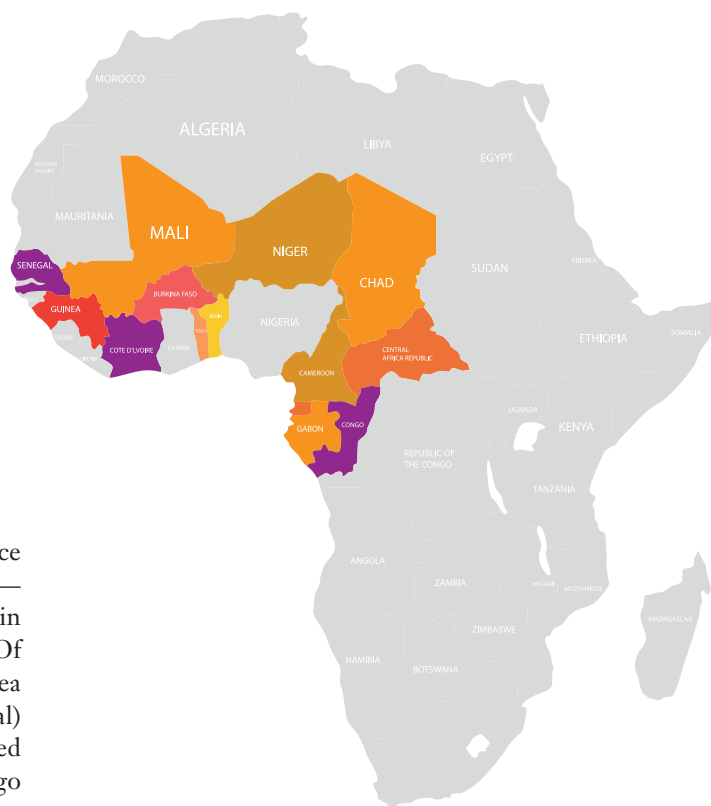 MOROCCO
ALGERIA
LIBYA
EGYPT
WESTERN
SAHARA
MAURITANIA
MALI
NIGER
CHAD
SUDAN
ERITREA
SENEGAL
BURKINA FASO
GUJNEA
NIGERIA
ETHIOPIA
SOMALIA
LEONE
LIBERIA
COTE D'LVOIRE
GHANA
TOGO
BENIN
CENTRAL
AFRICA REPUBLIC
CAMEROON
UGANDA
KENYA
GABON
CONGO
REPUBLIC OF
THE CONGO
TANZANIA
ce
—
in
Of
ea
al)
ed
go
ANGOLA
ZAMBIA
MALAWI
MOZAMBIQUE
ZIMBABWE
MADAGASCAR
NAMIBIA
BOTSWANA